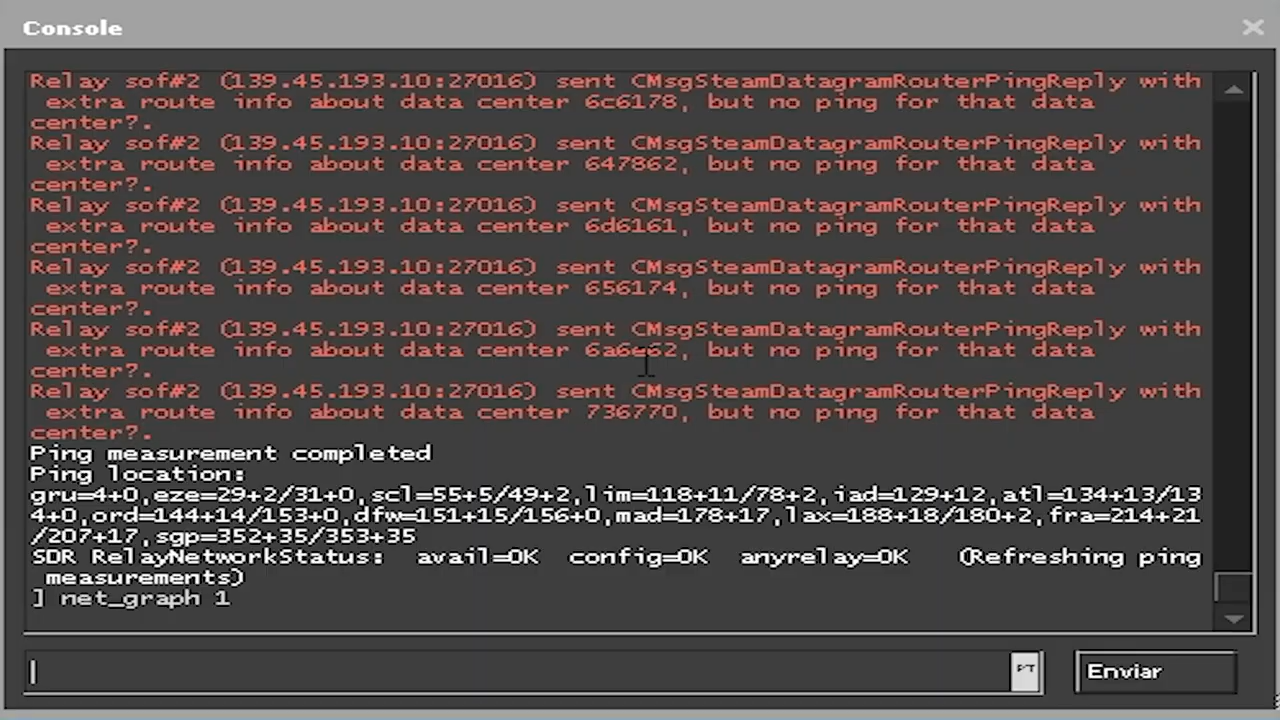 Console
Relay sof#2 (139.45.193.10:27016) sent CMsgSteamDatagramRouterPingReply with
extra route info about data center 6c6178, but no ping for that data
center?.
Relay sof#2 (139.45.193.10:27016) sent CMsgSteamDatagramRouterPingReply with
extra route info about data center 647862, but no ping for that data
center?.
Relay sof#2 (139.45.193.10:27016) sent CMsgSteamDatagramRouterPingReply with
extra route info about data center 6d6161, but no ping for that data
center?.
Relay sof#2 (139.45.193.10:27016) sent CMsgSteamDatagramRouterPingReply with
extra route info about data center 656174, but no ping for that data
center?.
Relay sof#2 (139.45.193.10:27016) sent CMsgSteamDatagramRouterPingReply with
extra route info about data center but no ping for that data
center?.
Relay sof#2 (139.45.193.10:27016) sent CMsgSteamDatagramRouterPingReply with
extra route info about data center 736770, but no ping for that data
center?.
Ping measurement completed
Ping location:
gru=4+0,eze=29+2/31+0,scl=55+5/49+2,lim=118+11/78+2,iad=129+12,atl=134+13/13
4+0,ord=144+14/153+0,dfw=151+15/156+0,mad=178+17,lax=188+18/180+2,fra=214+21
/207+17,sgp=352+35/353+35
SDR RelayNetworkStatus:  avail=OK  config=OK  anyrelay=OK   (Refreshing ping
measurements)
] net_graph 1
PT
Enviar